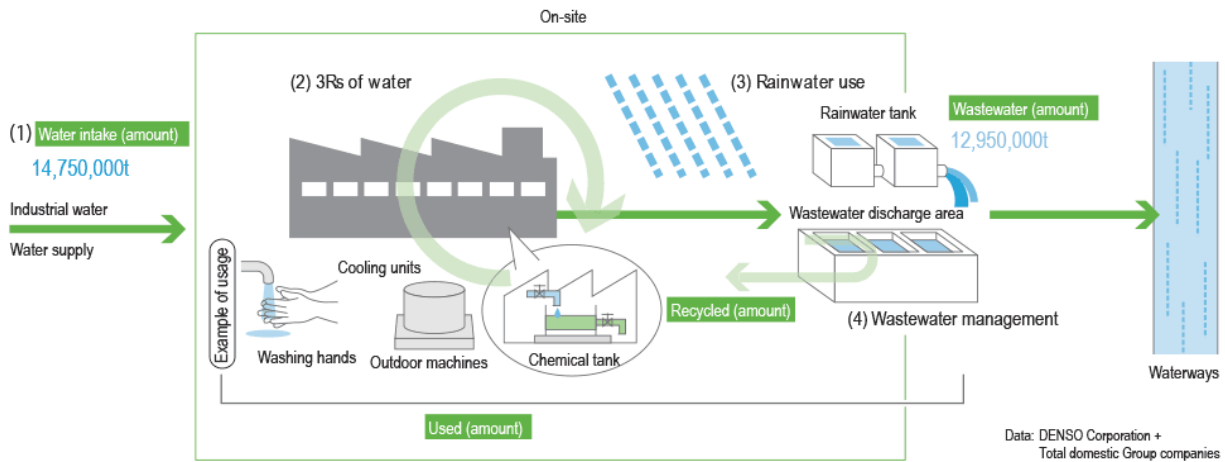 On-site
(1) Water intake (amount)
14,750,000t
Industrial water
Water supply
(2) 3Rs of water
(3) Rainwater use
Rainwater tank
Wastewater (amount)
12,950,000t
Wastewater discharge area
Example of usage
Washing hands
Cooling units
Outdoor machines
Chemical tank
Recycled (amount)
(4) Wastewater management
Waterways
Used (amount)
Data: DENSO Corporation +
Total domestic Group companies